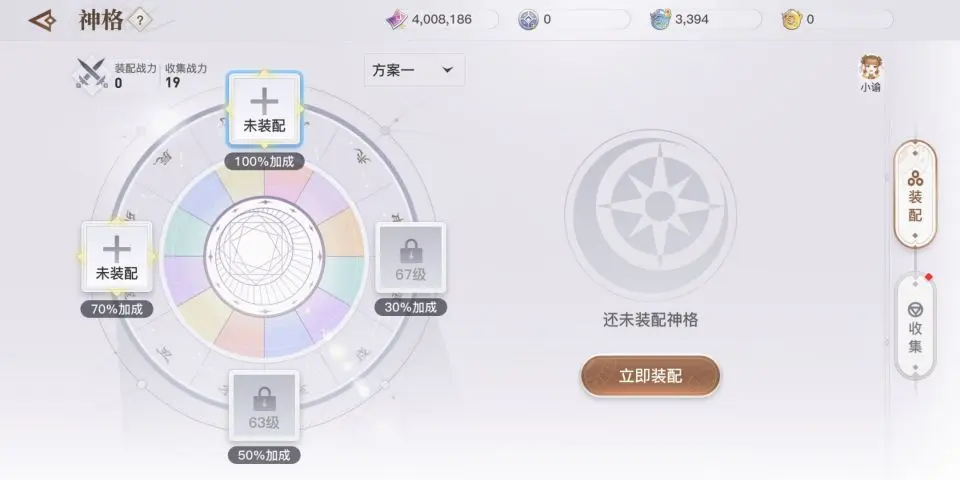 神格 ?
4,008,186
0
3,394
0
装配战力
0
收集战力
19
方案一
小谕
未装配
100%加成
未装配
70%加成
67级
30%加成
63级
50%加成
还未装配神格
立即装配
装配
收集